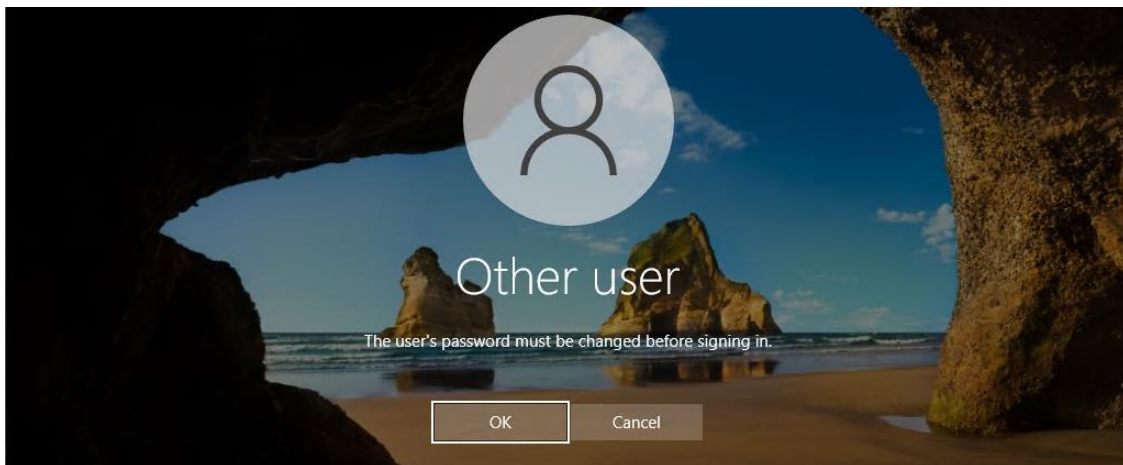 Other user
The user's password must be changed before signing in.
OK
Cancel